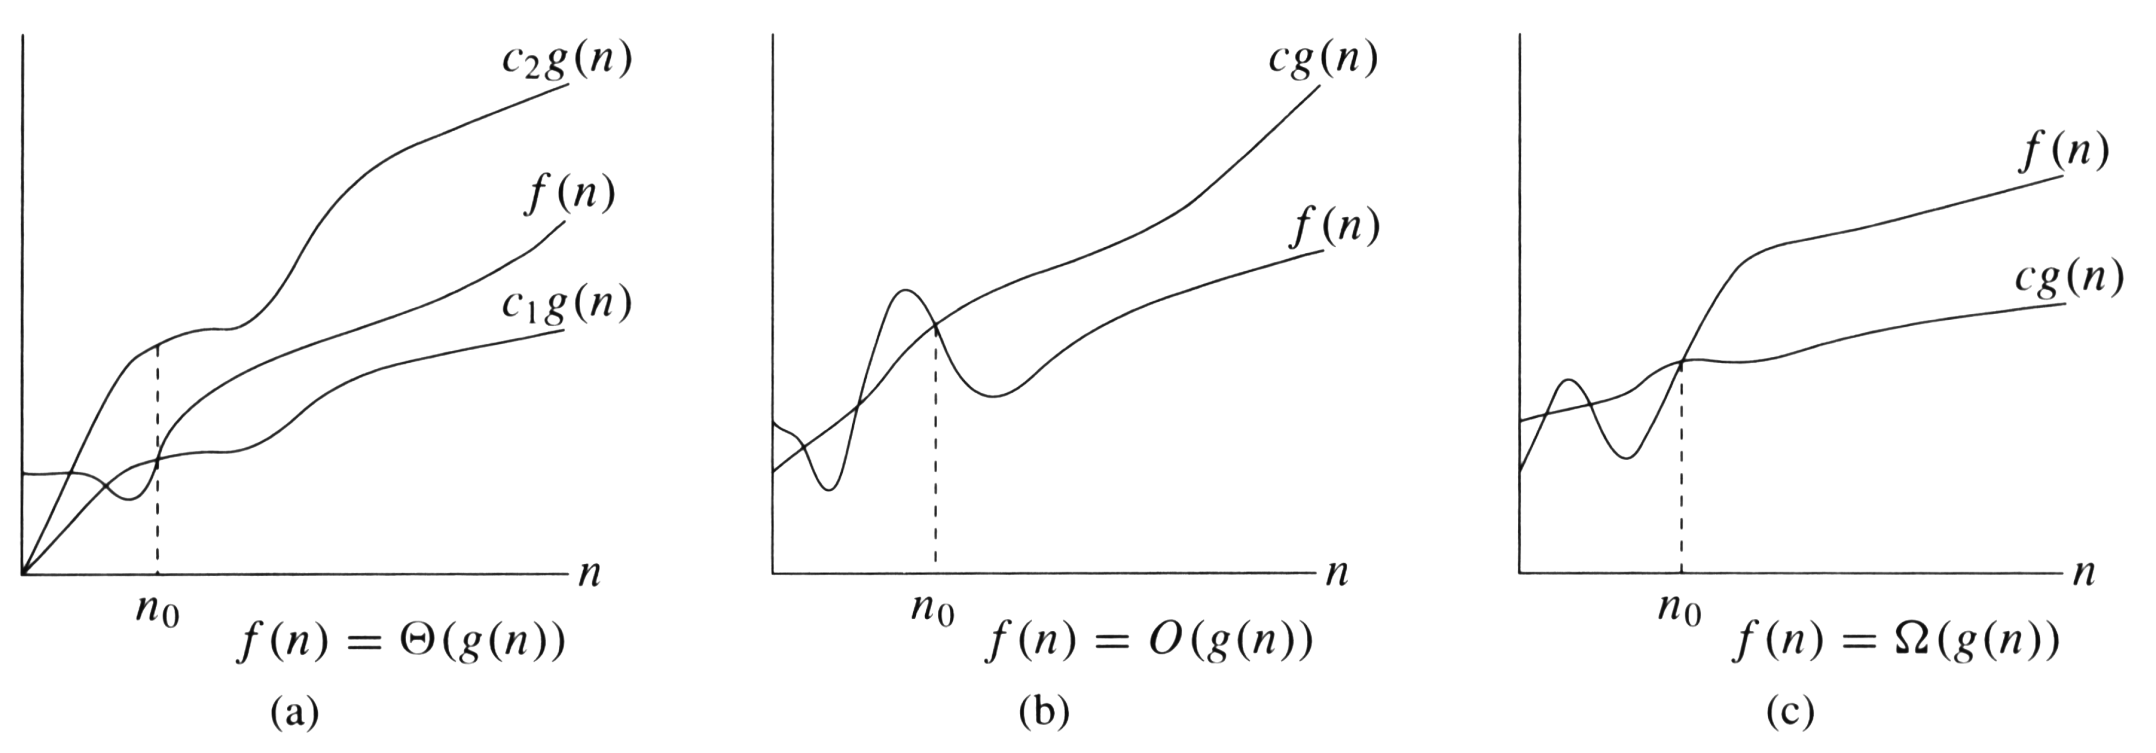 c₂g(n)
f(n)
c₁g(n)
n
n₀
f(n) = Θ(g(n))
(a)
cg(n)
f(n)
n
n₀
f(n) = O(g(n))
(b)
f(n)
cg(n)
n
n₀
f(n) = Ω(g(n))
(c)